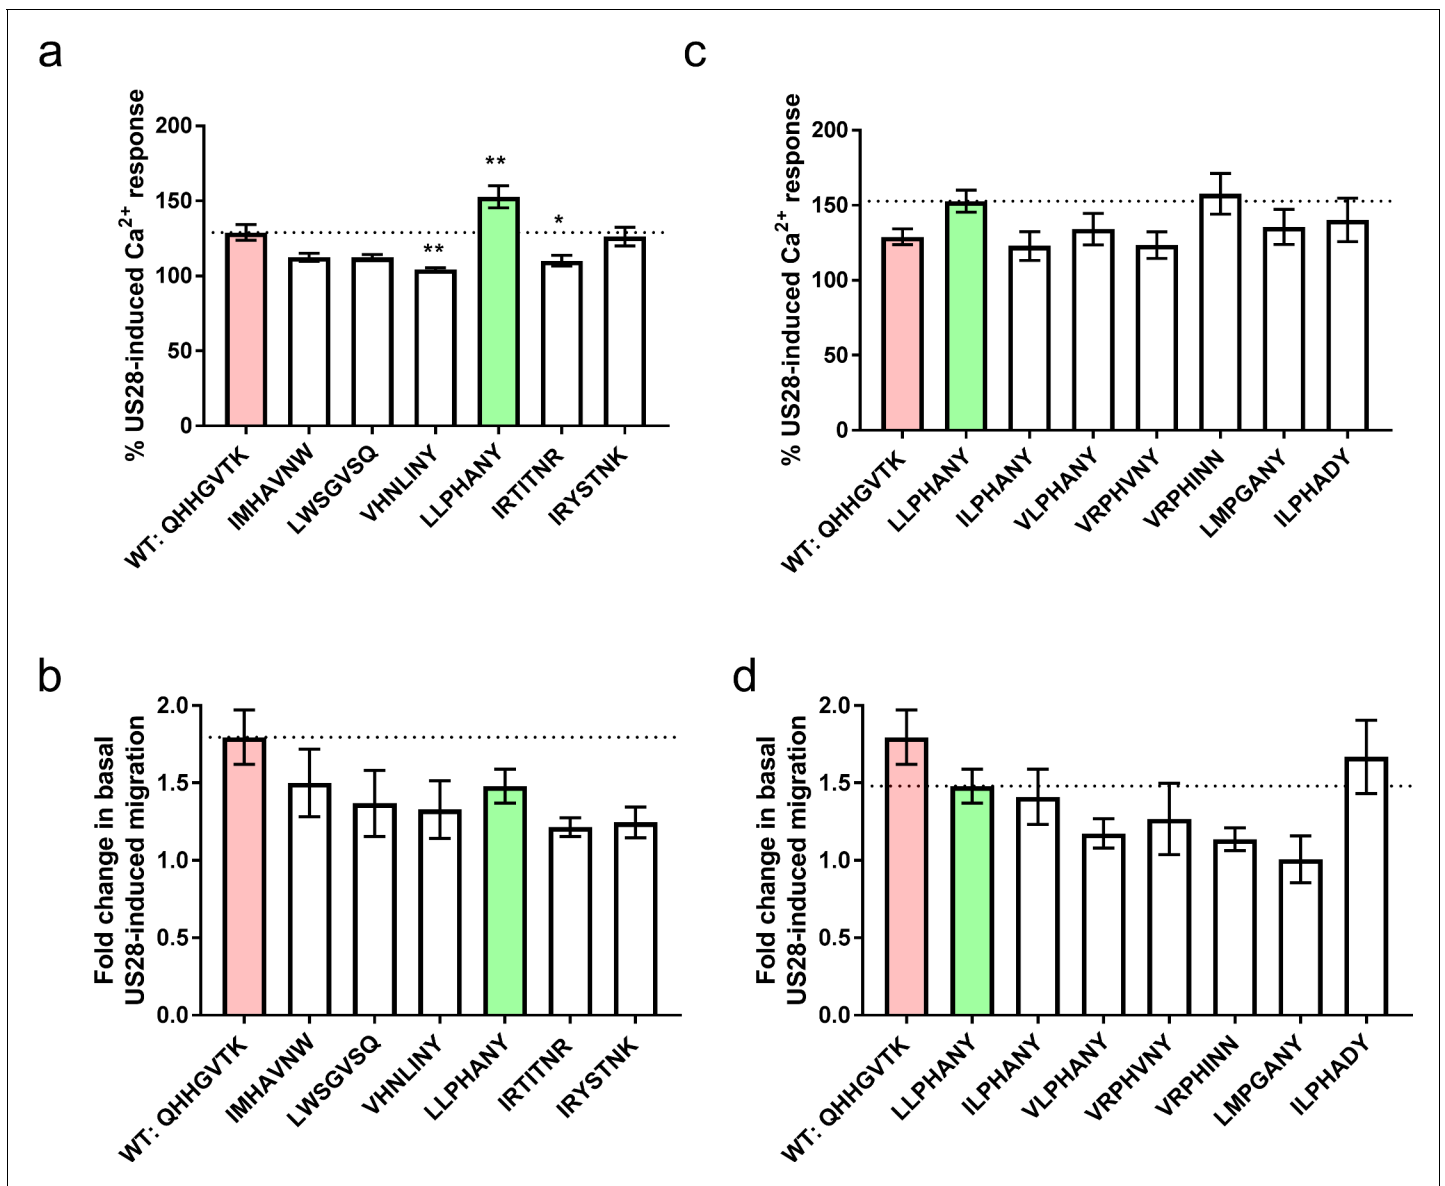 a
% US28-induced Ca2+ response
200
150
100
50
0
**
**
*
WT: QHHGVTK
IMHAVNW
LWSGVSQ
VHNLINY
LLPHANY
IRTITNR
IRYSTNK
c
% US28-induced Ca2+ response
200
150
100
50
0
WT: QHHGVTK
LLPHANY
ILPHANY
VLPHANY
VRPHVNY
VRPHINN
LMPGANY
ILPHADY
b
Fold change in basal
US28-induced migration
2.0
1.5
1.0
0.5
0.0
WT: QHHGVTK
IMHAVNW
LWSGVSQ
VHNLINY
LLPHANY
IRTITNR
IRYSTNK
d
Fold change in basal
US28-induced migration
2.0
1.5
1.0
0.5
0.0
WT: QHHGVTK
LLPHANY
ILPHANY
VLPHANY
VRPHVNY
VRPHINN
LMPGANY
ILPHADY